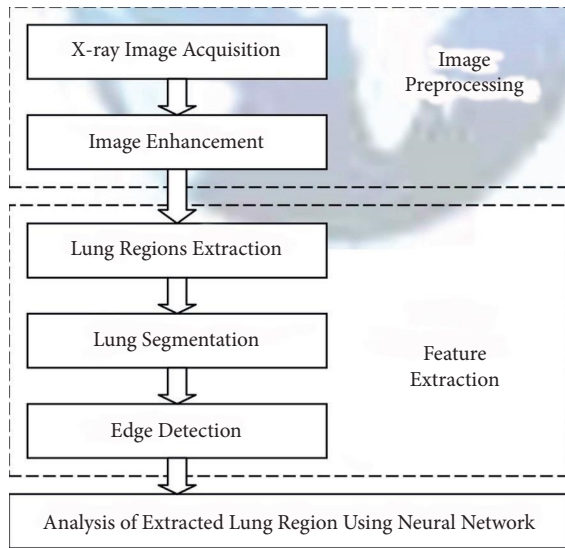 X-ray Image Acquisition
Image
Preprocessing
Image Enhancement
Lung Regions Extraction
Lung Segmentation
Feature
Extraction
Edge Detection
Analysis of Extracted Lung Region Using Neural Network